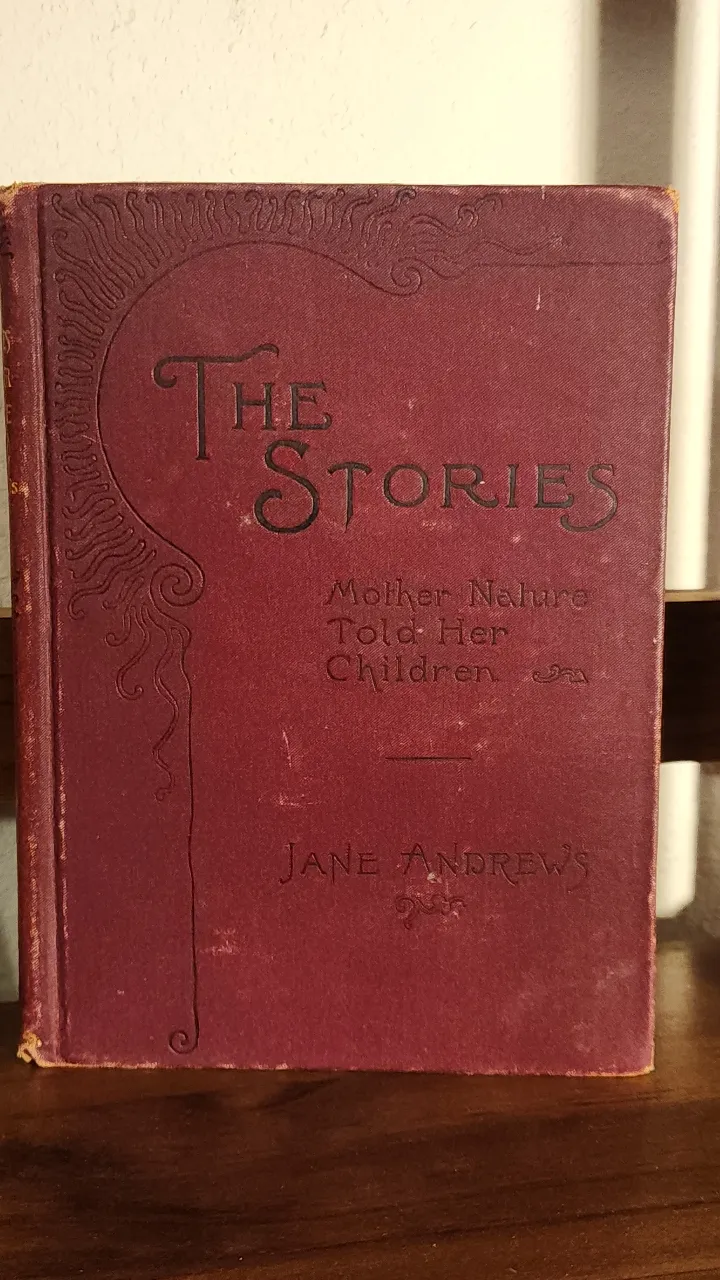 THE
STORIES
Mother Nature
Told Her
Children
JANE ANDREWS